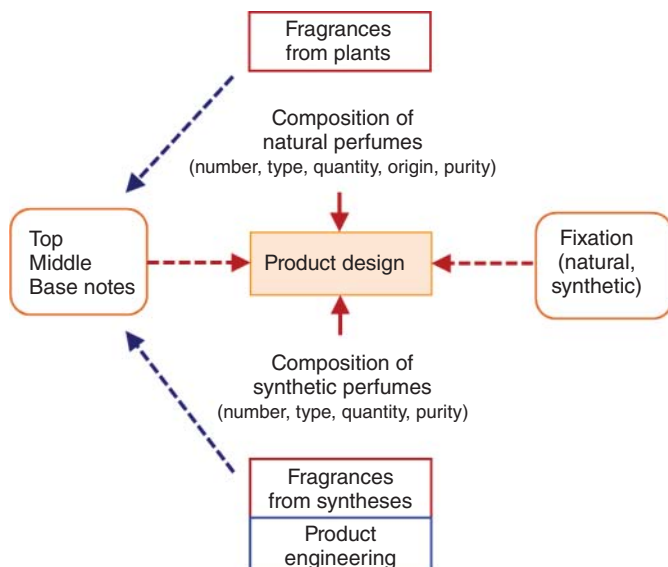 Fragrances
from plants
Composition of
natural perfumes
(number, type, quantity, origin, purity)
Top
Middle
Base notes
Product design
Fixation
(natural,
synthetic)
Composition of
synthetic perfumes
(number, type, quantity, purity)
Fragrances
from syntheses
Product
engineering